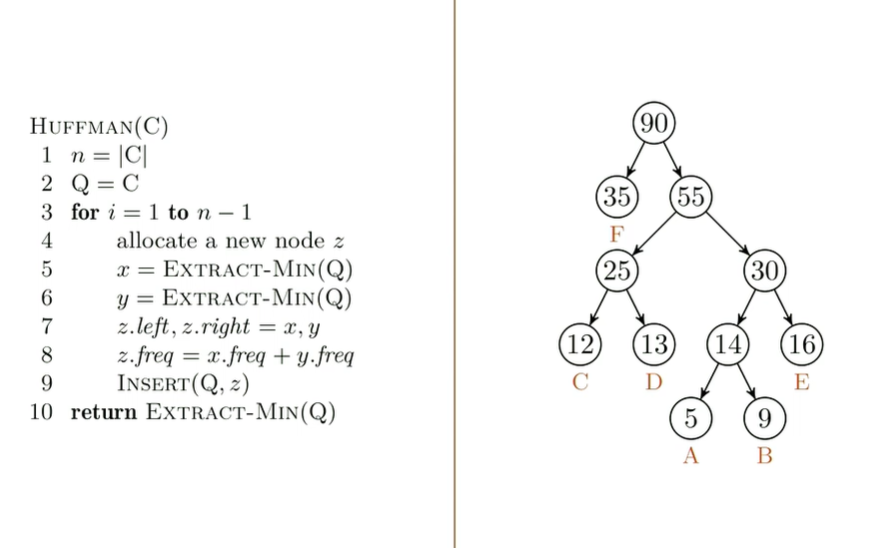 HUFFMAN(C)
1 n = |C|
2 Q = C
3 for i = 1 to n − 1
4 allocate a new node z
5 x = EXTRACT-MIN(Q)
6 y = EXTRACT-MIN(Q)
7 z.left, z.right = x, y
8 z.freq = x.freq + y.freq
9 INSERT(Q, z)
10 return EXTRACT-MIN(Q)
90
35 55
F
25 30
12 13 14 16
C D E
5 9
A B